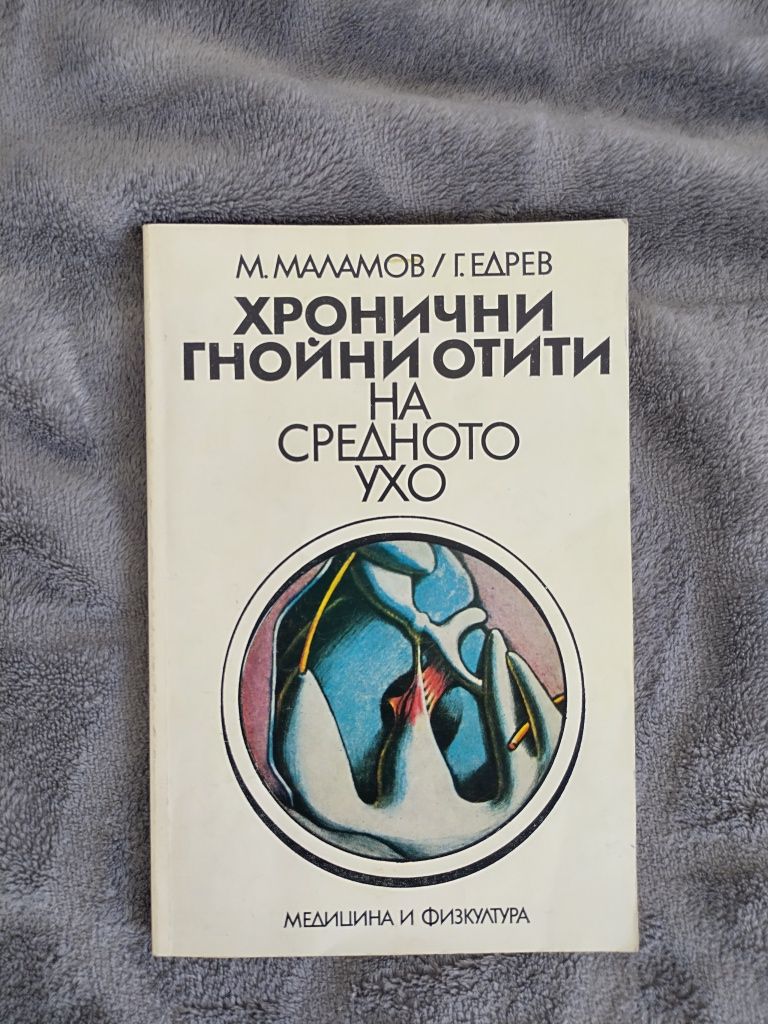 М. МАЛАМОВ / Г. ЕДРЕВ
ХРОНИЧНИ
ГНОЙНИ ОТИТИ
НА
СРЕДНОТО
УХО
МЕДИЦИНА И ФИЗКУЛТУРА